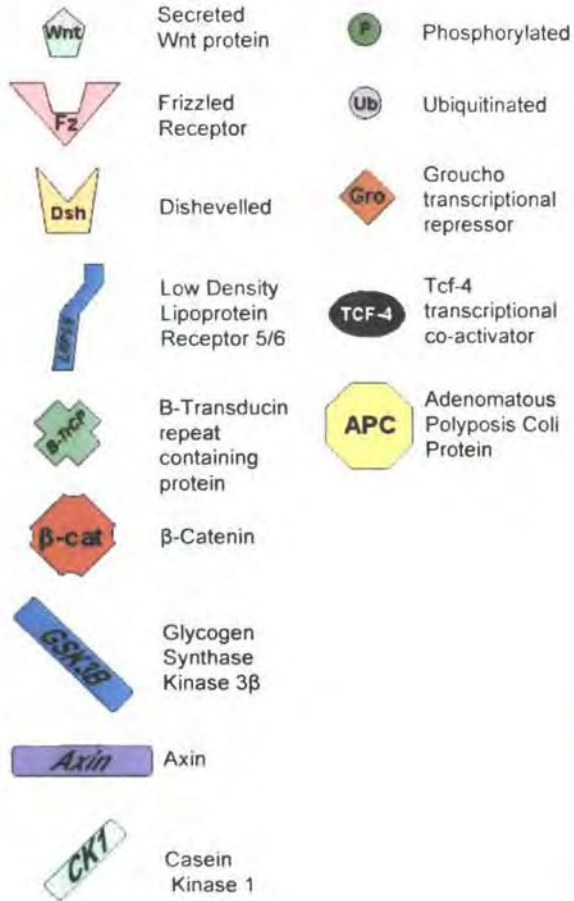 Wnt
Secreted
Wnt protein
Fz
Frizzled
Receptor
Dsh
Dishevelled
Low Density
Lipoprotein
Receptor 5/6
B-TrCP
B-Transducin
repeat
containing
protein
β-cat
β-Catenin
GSK3B
Glycogen
Synthase
Kinase 3β
Axin
Axin
CK1
Casein
Kinase 1
P
Phosphorylated
Ub
Ubiquitinated
Gro
Groucho
transcriptional
repressor
TCF-4
Tcf-4
transcriptional
co-activator
APC
Adenomatous
Polyposis Coli
Protein